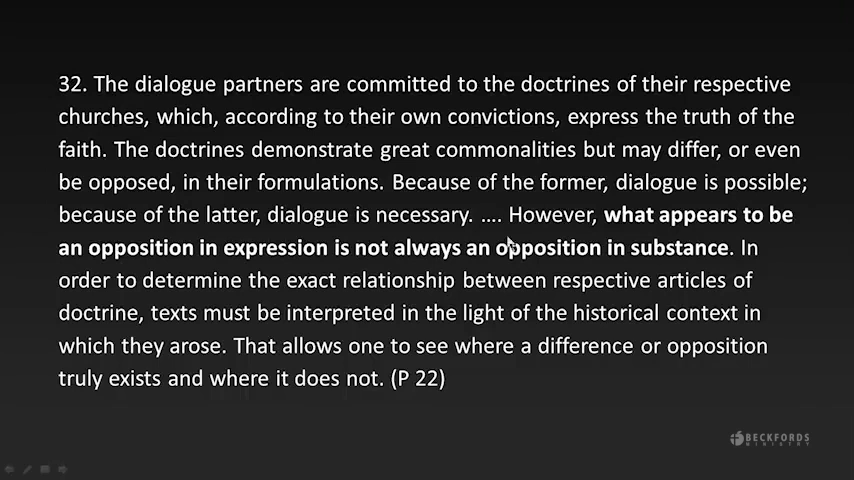 32. The dialogue partners are committed to the doctrines of their respective
churches, which, according to their own convictions, express the truth of the
faith. The doctrines demonstrate great commonalities but may differ, or even
be opposed, in their formulations. Because of the former, dialogue is possible;
because of the latter, dialogue is necessary. …. However, what appears to be
an opposition in expression is not always an opposition in substance. In
order to determine the exact relationship between respective articles of
doctrine, texts must be interpreted in the light of the historical context in
which they arose. That allows one to see where a difference or opposition
truly exists and where it does not. (P 22)
BECKFORDS
MINISTRY